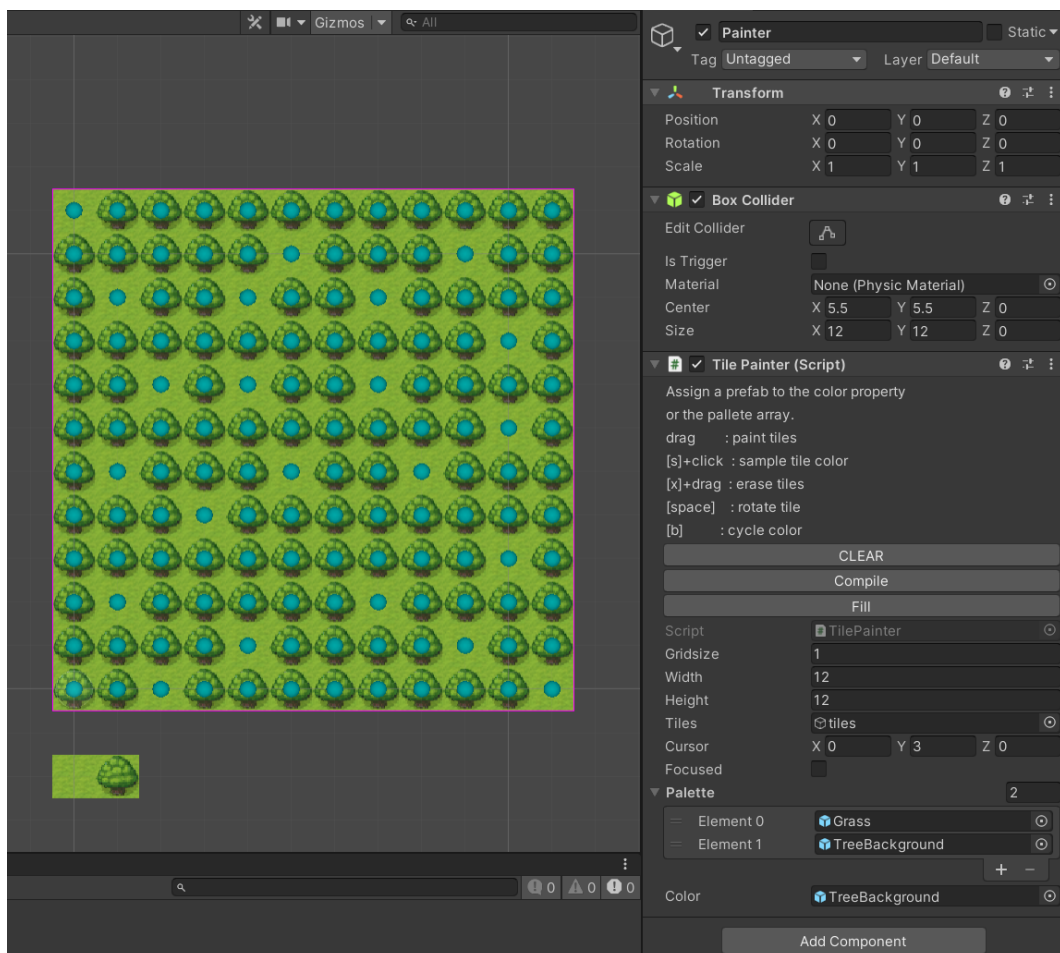 Gizmos
All
0
0
0
Painter
Static
Tag Untagged Layer Default
Transform
Position X 0 Y 0 Z 0
Rotation X 0 Y 0 Z 0
Scale X 1 Y 1 Z 1
Box Collider
Edit Collider
Is Trigger
Material None (Physic Material)
Center X 5.5 Y 5.5 Z 0
Size X 12 Y 12 Z 0
# Tile Painter (Script)
Assign a prefab to the color property
or the pallete array.
drag : paint tiles
[s]+click : sample tile color
[x]+drag : erase tiles
[space] : rotate tile
[b] : cycle color
CLEAR
Compile
Fill
Script TilePainter
Gridsize 1
Width 12
Height 12
Tiles tiles
Cursor X 0 Y 3 Z 0
Focused
Palette 2
Element 0 Grass
Element 1 TreeBackground
+ −
Color TreeBackground
Add Component